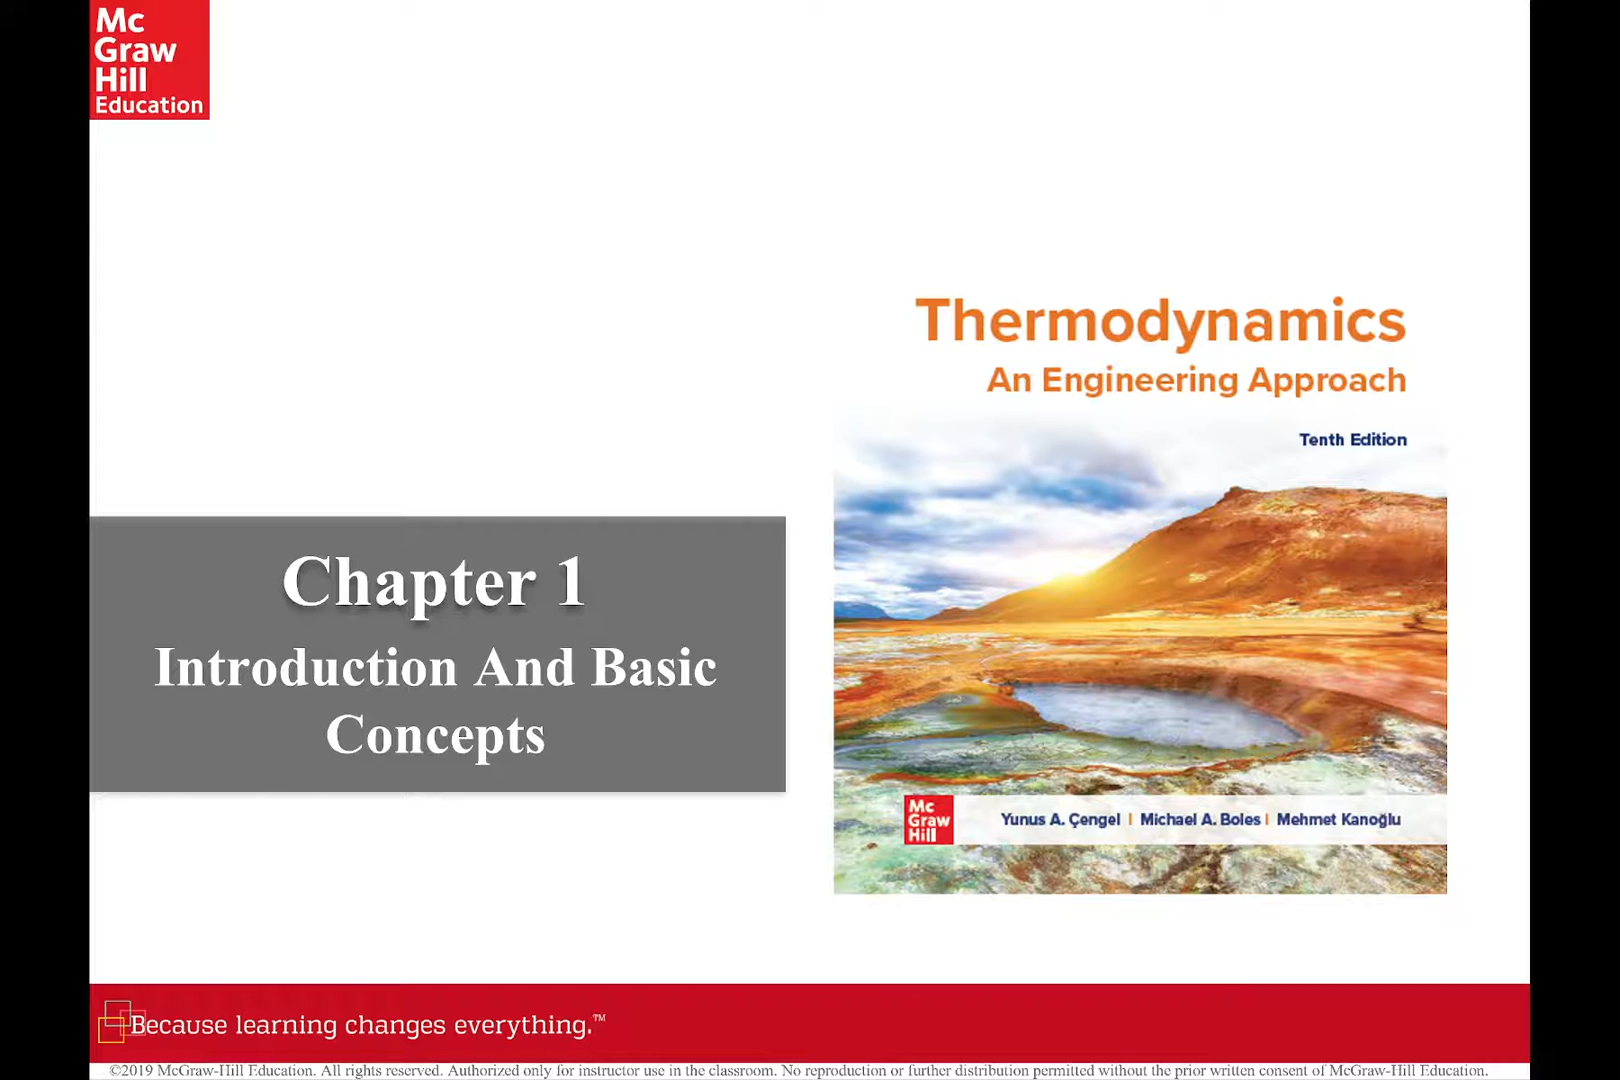 Mc
Graw
Hill
Education
Thermodynamics
An Engineering Approach
Tenth Edition
Chapter 1
Introduction And Basic
Concepts
Mc
Graw
Hill
Yunus A. Çengel | Michael A. Boles | Mehmet Kanoğlu
Because learning changes everything.™
©2019 McGraw-Hill Education. All rights reserved. Authorized only for instructor use in the classroom. No reproduction or further distribution permitted without the prior written consent of McGraw-Hill Education.